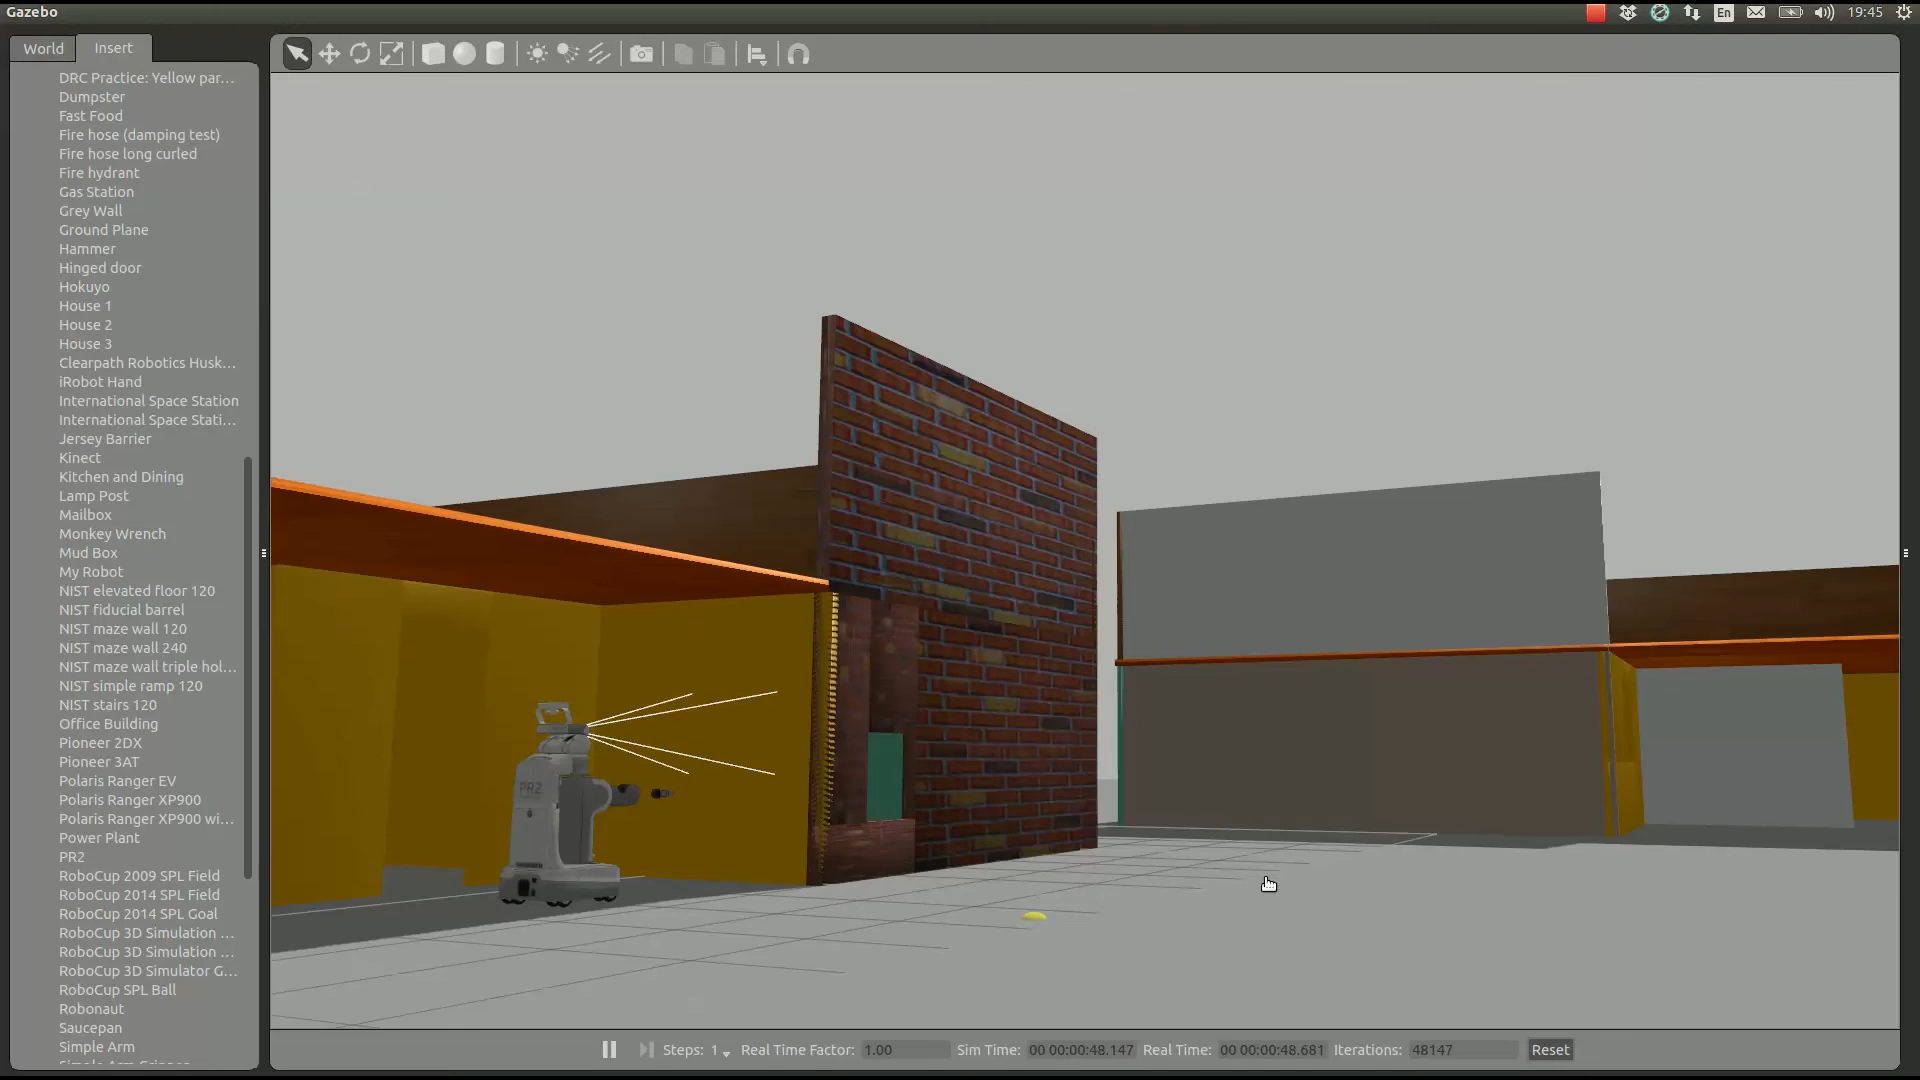 Gazebo
En
19:45
World
Insert
DRC Practice: Yellow par...
Dumpster
Fast Food
Fire hose (damping test)
Fire hose long curled
Fire hydrant
Gas Station
Grey Wall
Ground Plane
Hammer
Hinged door
Hokuyo
House 1
House 2
House 3
Clearpath Robotics Husk...
iRobot Hand
International Space Station
International Space Stati...
Jersey Barrier
Kinect
Kitchen and Dining
Lamp Post
Mailbox
Monkey Wrench
Mud Box
My Robot
NIST elevated floor 120
NIST fiducial barrel
NIST maze wall 120
NIST maze wall 240
NIST maze wall triple hol...
NIST simple ramp 120
NIST stairs 120
Office Building
Pioneer 2DX
Pioneer 3AT
Polaris Ranger EV
Polaris Ranger XP900
Polaris Ranger XP900 wi...
Power Plant
PR2
RoboCup 2009 SPL Field
RoboCup 2014 SPL Field
RoboCup 2014 SPL Goal
RoboCup 3D Simulation ...
RoboCup 3D Simulation ...
RoboCup 3D Simulator G...
RoboCup SPL Ball
Robonaut
Saucepan
Simple Arm
PR2
Steps: 1 Real Time Factor: 1.00 Sim Time: 00 00:00:48.147 Real Time: 00 00:00:48.681 Iterations: 48147 Reset